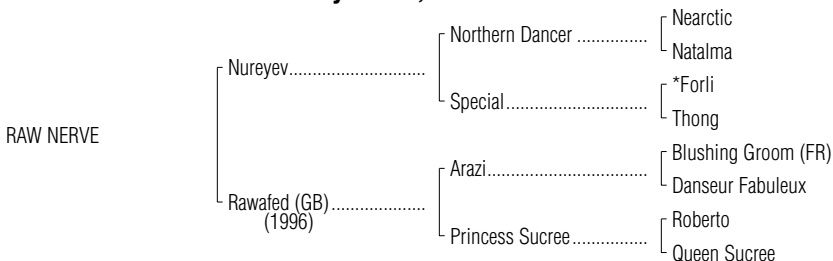 Nearctic
Northern Dancer ...............
Natalma
Nureyev.............................
*Forli
Special..............................
Thong
RAW NERVE
Blushing Groom (FR)
Arazi..................................
Danseur Fabuleux
Rawafed (GB)....................
(1996)
Roberto
Princess Sucree................
Queen Sucree